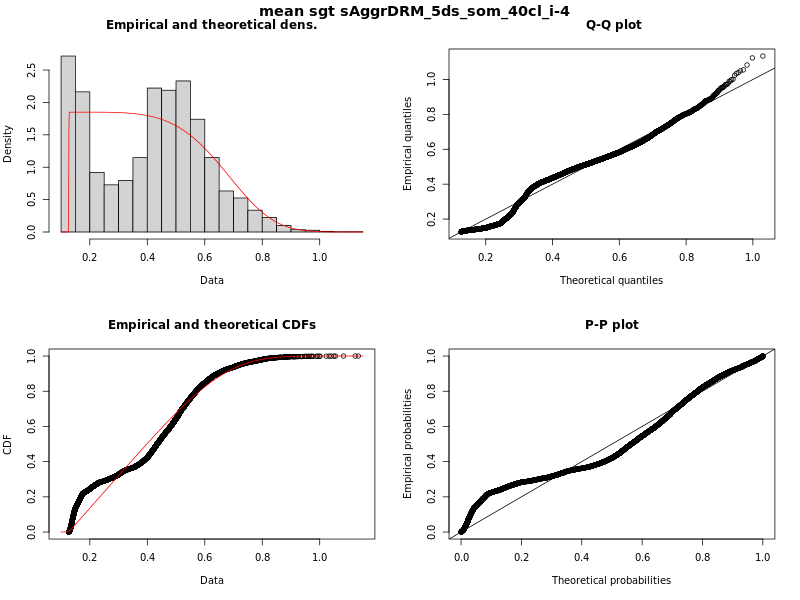 mean sgt sAggrDRM_5ds_som_40cl_i-4
Empirical and theoretical dens.
Density
0.0 0.5 1.0 1.5 2.0 2.5
0.2 0.4 0.6 0.8 1.0
Data
Q-Q plot
Empirical quantiles
0.2 0.4 0.6 0.8 1.0
0.2 0.4 0.6 0.8 1.0
Theoretical quantiles
Empirical and theoretical CDFs
CDF
0.0 0.2 0.4 0.6 0.8 1.0
0.2 0.4 0.6 0.8 1.0
Data
P-P plot
Empirical probabilities
0.0 0.2 0.4 0.6 0.8 1.0
0.0 0.2 0.4 0.6 0.8 1.0
Theoretical probabilities